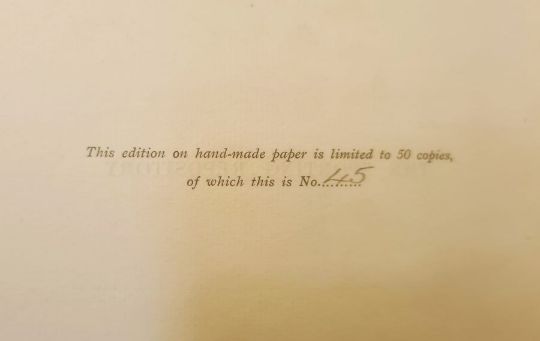 This edition on hand-made paper is limited to 50 copies,
of which this is No..........45